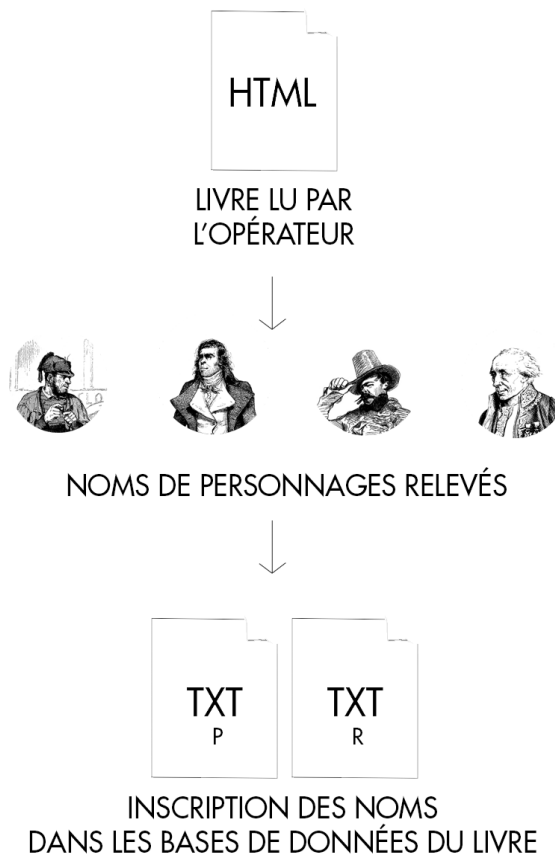 HTML
LIVRE LU PAR
L'OPÉRATEUR
NOMS DE PERSONNAGES RELEVÉS
TXT
P
TXT
R
INSCRIPTION DES NOMS
DANS LES BASES DE DONNÉES DU LIVRE